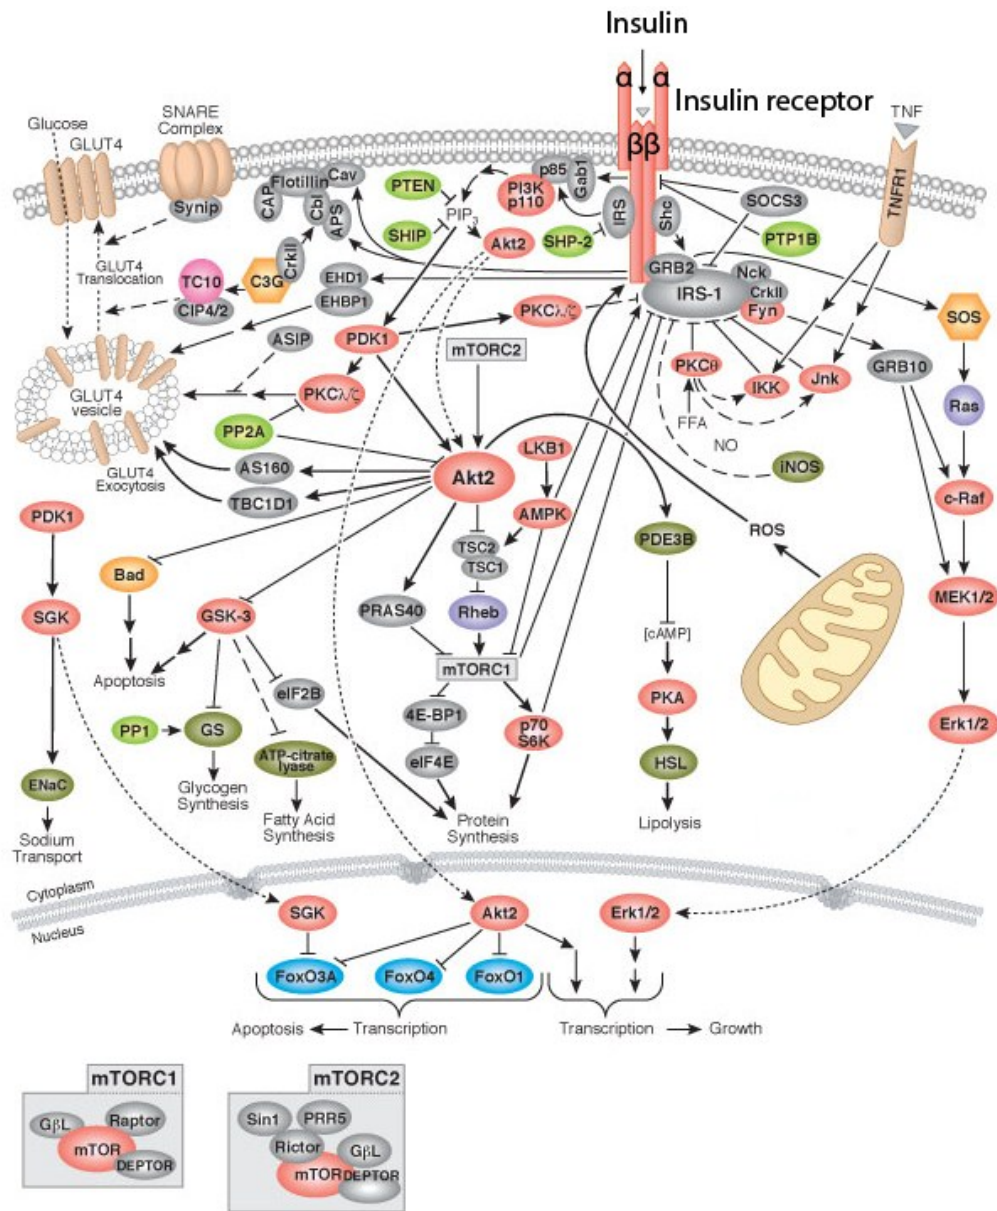 Insulin
α
α
Insulin receptor
ββ
TNF
TNFR1
Glucose
GLUT4
SNARE
Complex
Synip
CAP
Flotillin
Cav
Cbl
APS
CrkII
C3G
TC10
CIP4/2
GLUT4
Translocation
PTEN
SHIP
PIP3
PI3K
p110
p85
Gab1
Akt2
SHP-2
IRS
Shc
SOCS3
PTP1B
GRB2
IRS-1
Nck
CrkII
Fyn
SOS
EHD1
EHBP1
ASIP
PDK1
PKCλ/ζ
mTORC2
PKCθ
IKK
Jnk
FFA
NO
iNOS
GRB10
Ras
c-Raf
MEK1/2
Erk1/2
GLUT4
vesicle
GLUT4
Exocytosis
PKCλ/ζ
PP2A
AS160
TBC1D1
Akt2
LKB1
AMPK
TSC2
TSC1
Rheb
PRAS40
mTORC1
4E-BP1
eIF4E
p70
S6K
Protein
Synthesis
PDE3B
[cAMP]
PKA
HSL
Lipolysis
ROS
PDK1
SGK
ENaC
Sodium
Transport
Bad
Apoptosis
GSK-3
eIF2B
PP1
GS
Glycogen
Synthesis
ATP-citrate
lyase
Fatty Acid
Synthesis
Cytoplasm
Nucleus
SGK
Akt2
Erk1/2
FoxO3A
FoxO4
FoxO1
Apoptosis
Transcription
Transcription
Growth
mTORC1
GβL
Raptor
mTOR
DEPTOR
mTORC2
Sin1
PRR5
Rictor
GβL
mTOR
DEPTOR